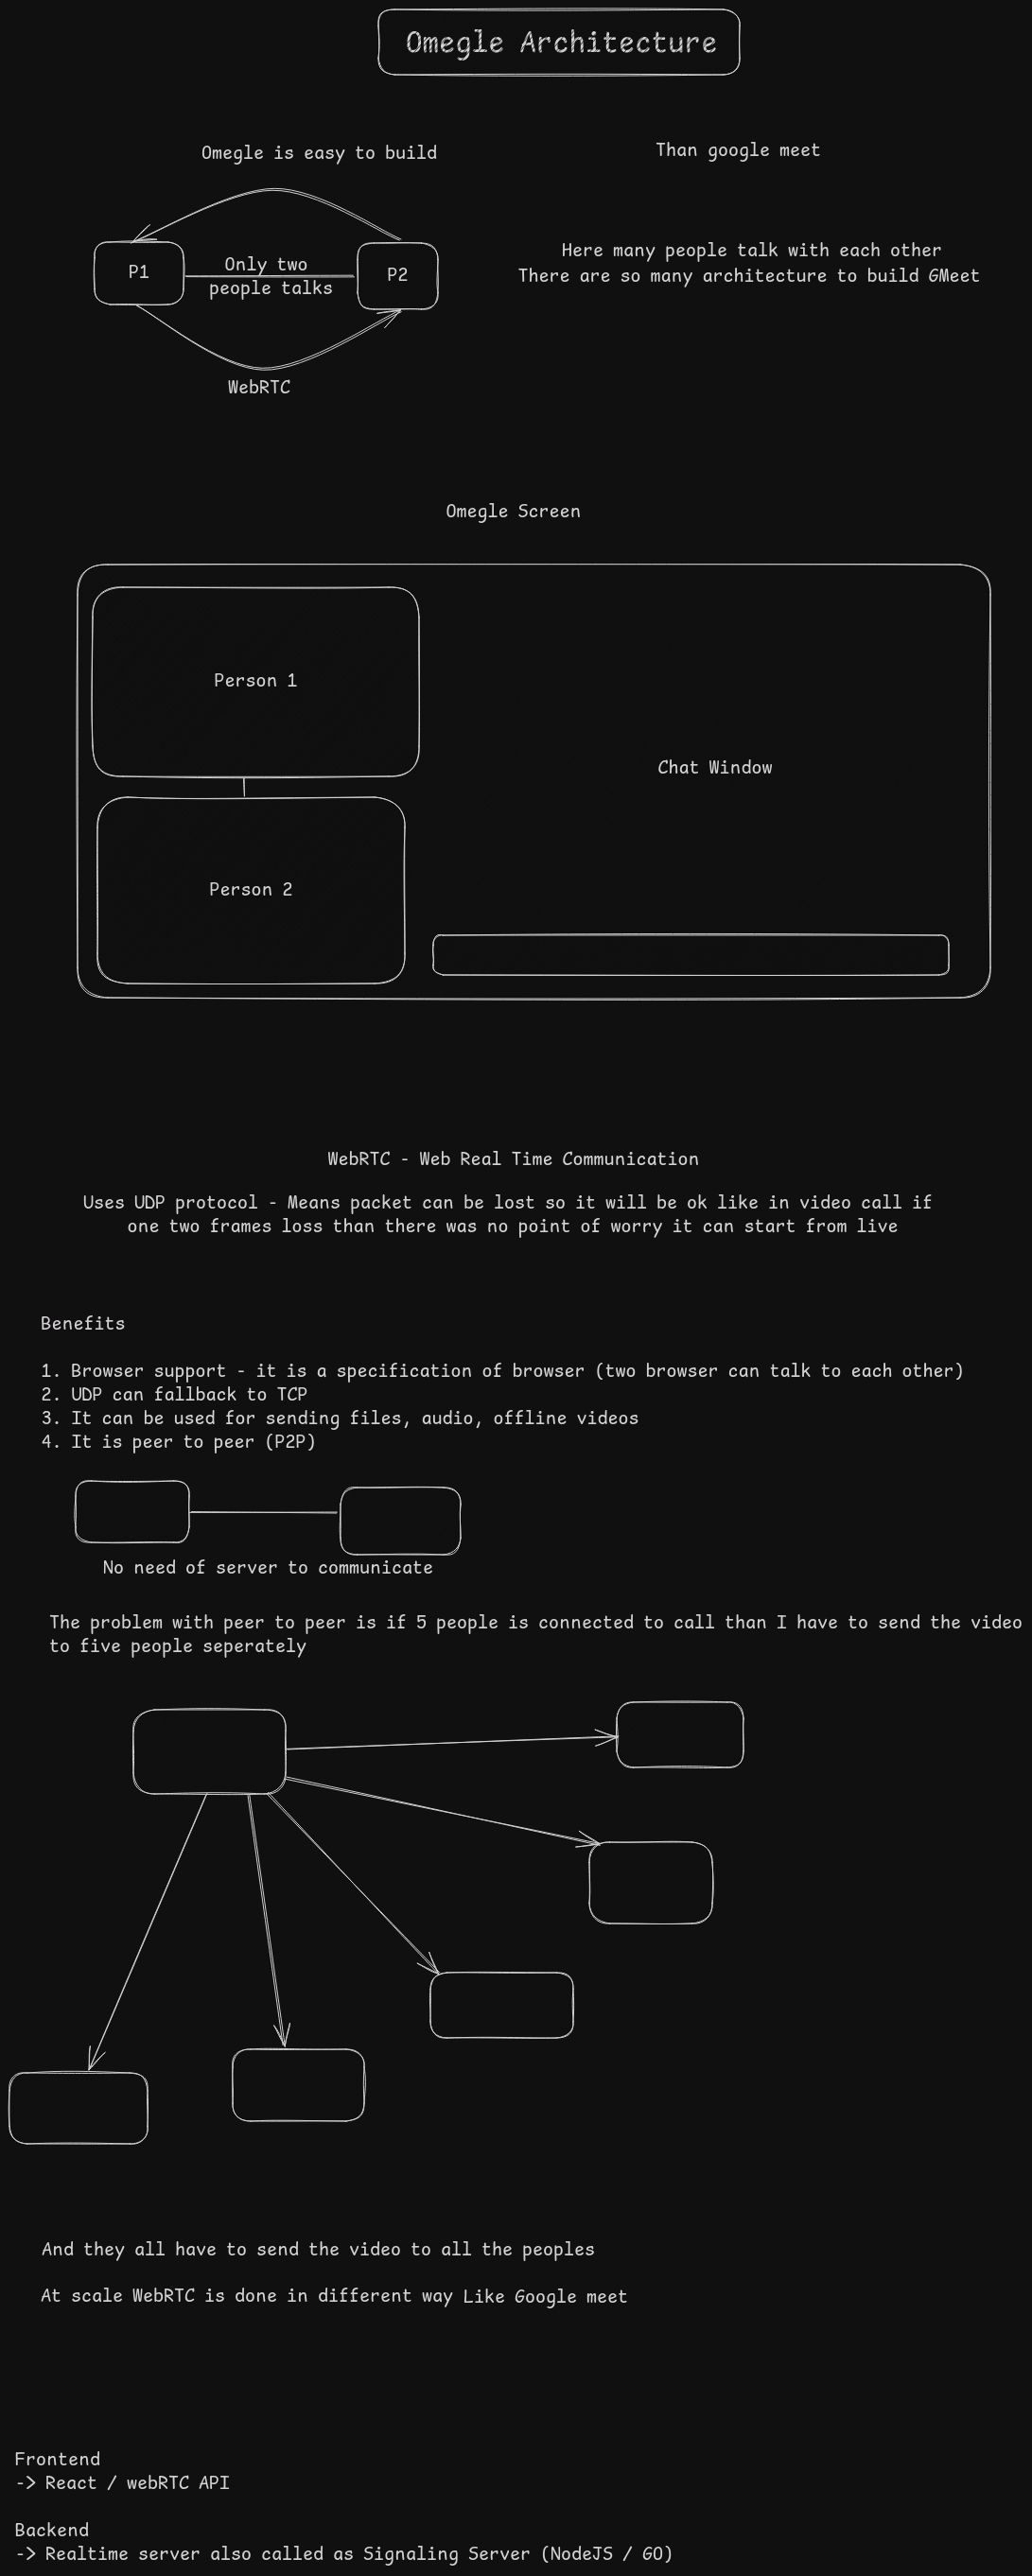 Omegle Architecture
Omegle is easy to build
Than google meet
P1
Only two
people talks
P2
Here many people talk with each other
There are so many architecture to build GMeet
WebRTC
Omegle Screen
Person 1
Chat Window
Person 2
WebRTC - Web Real Time Communication
Uses UDP protocol - Means packet can be lost so it will be ok like in video call if
one two frames loss than there was no point of worry it can start from live
Benefits
1. Browser support - it is a specification of browser (two browser can talk to each other)
2. UDP can fallback to TCP
3. It can be used for sending files, audio, offline videos
4. It is peer to peer (P2P)
No need of server to communicate
The problem with peer to peer is if 5 people is connected to call than I have to send the video
to five people seperately
And they all have to send the video to all the peoples
At scale WebRTC is done in different way Like Google meet
Frontend
-> React / webRTC API
Backend
-> Realtime server also called as Signaling Server (NodeJS / GO)